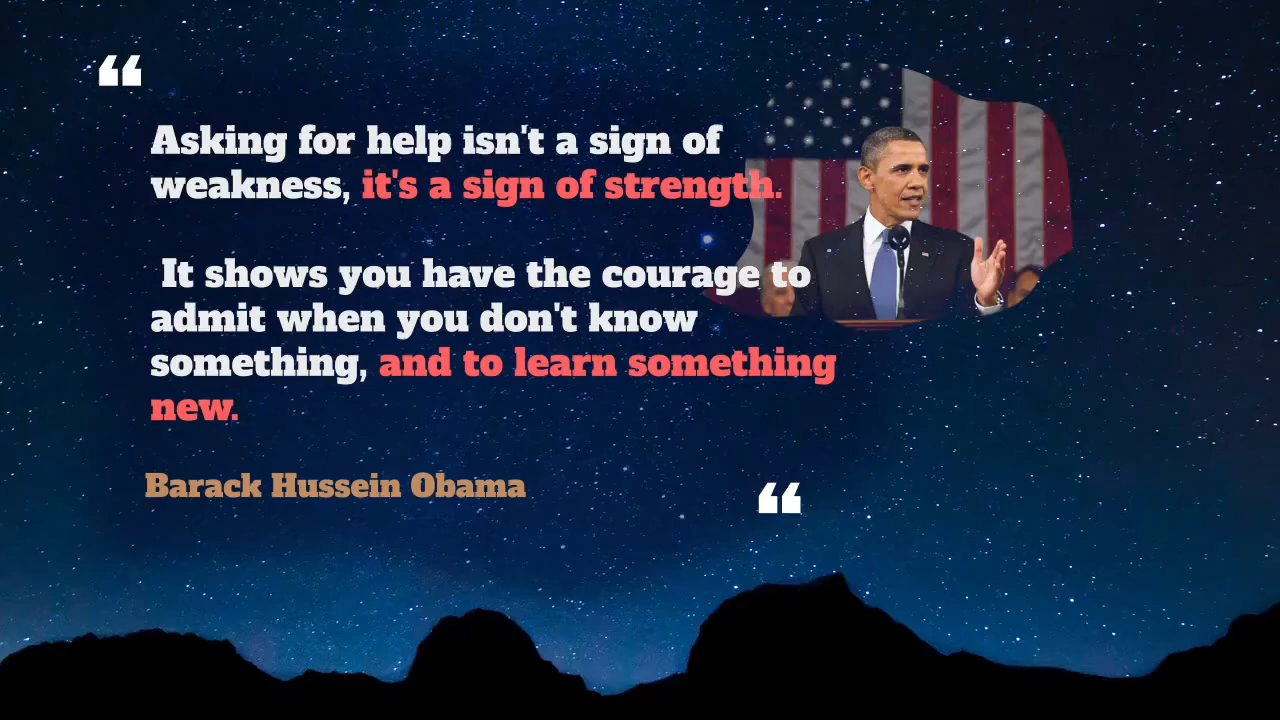 ❝
Asking for help isn't a sign of
weakness, it's a sign of strength.
It shows you have the courage to
admit when you don't know
something, and to learn something
new.
Barack Hussein Obama
❝